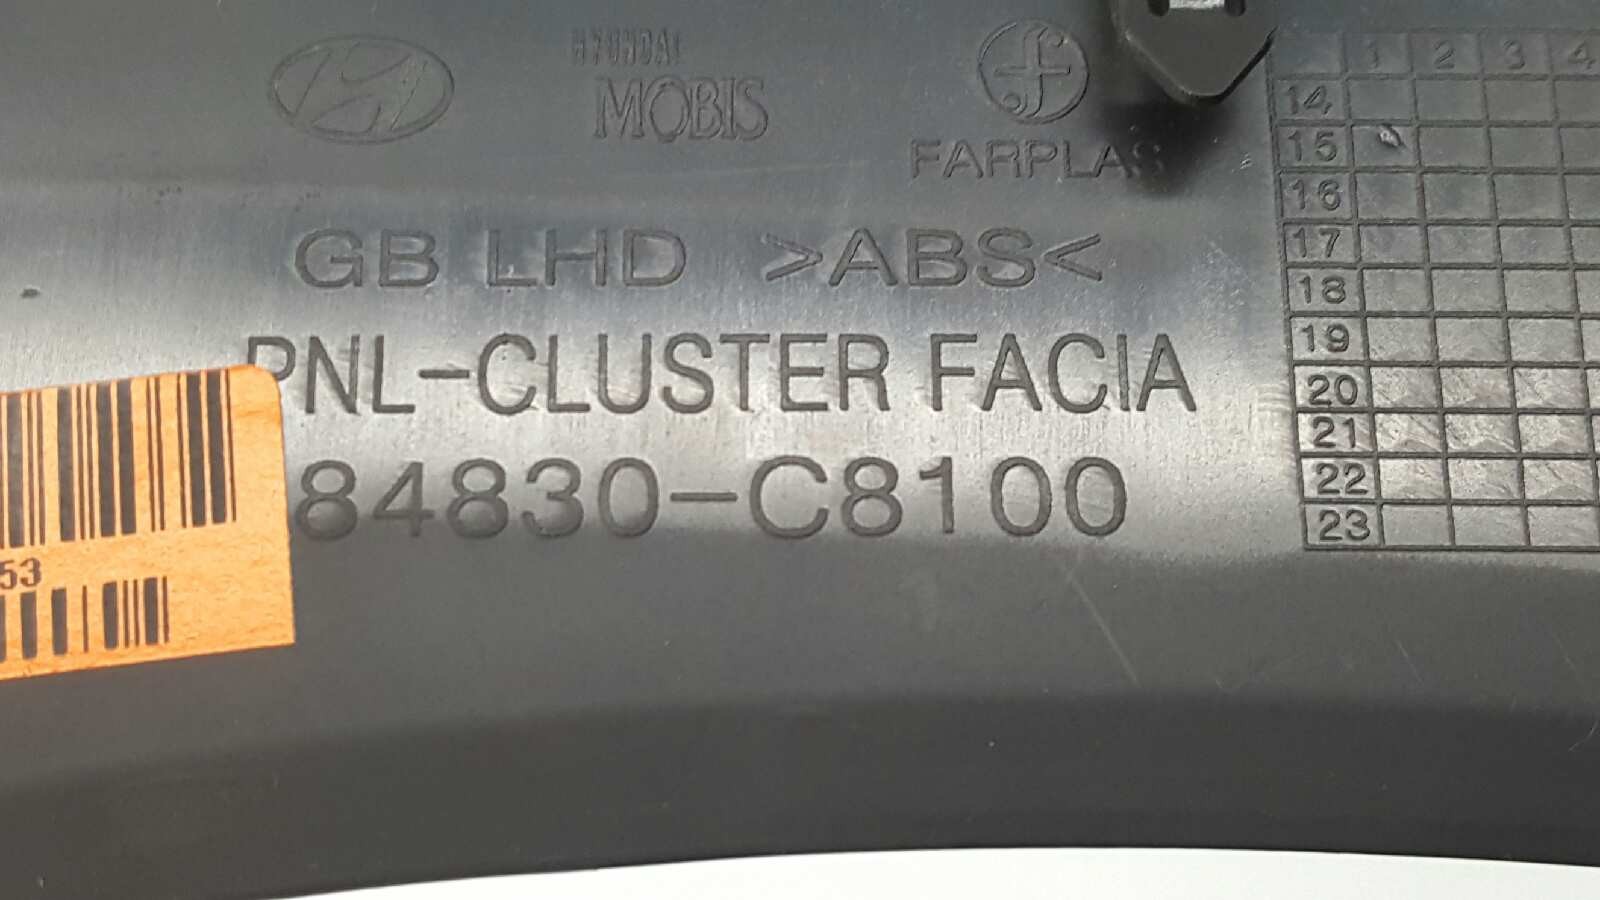 HYUNDAI
MOBIS
FARPLAS
GB LHD >ABS<
PNL-CLUSTER FACIA
84830-C8100
53
1 2 3 4
14
15
16
17
18
19
20
21
22
23